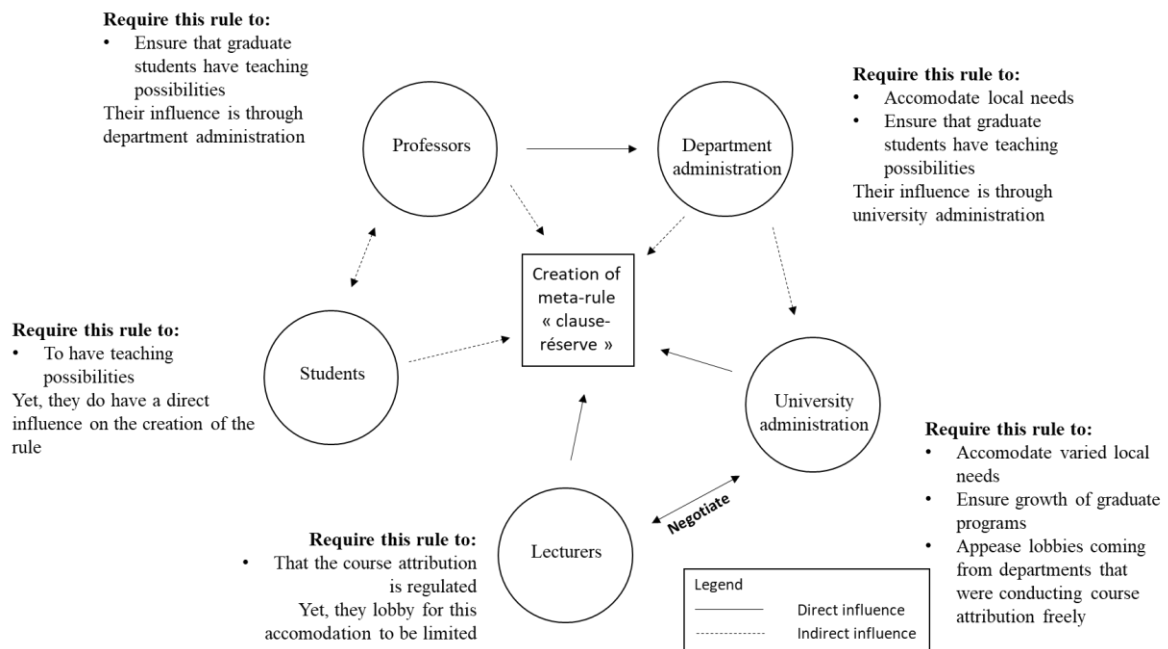 Require this rule to:
• Ensure that graduate
students have teaching
possibilities
Their influence is through
department administration
Professors
Department
administration
Require this rule to:
• Accomodate local needs
• Ensure that graduate
students have teaching
possibilities
Their influence is through
university administration
Creation of
meta-rule
« clause-
réserve »
Require this rule to:
• To have teaching
possibilities
Yet, they do have a direct
influence on the creation of the
rule
Students
University
administration
Require this rule to:
• Accomodate varied local
needs
• Ensure growth of graduate
programs
• Appease lobbies coming
from departments that
were conducting course
attribution freely
Negotiate
Lecturers
Require this rule to:
• That the course attribution
is regulated
Yet, they lobby for this
accomodation to be limited
Legend
Direct influence
Indirect influence